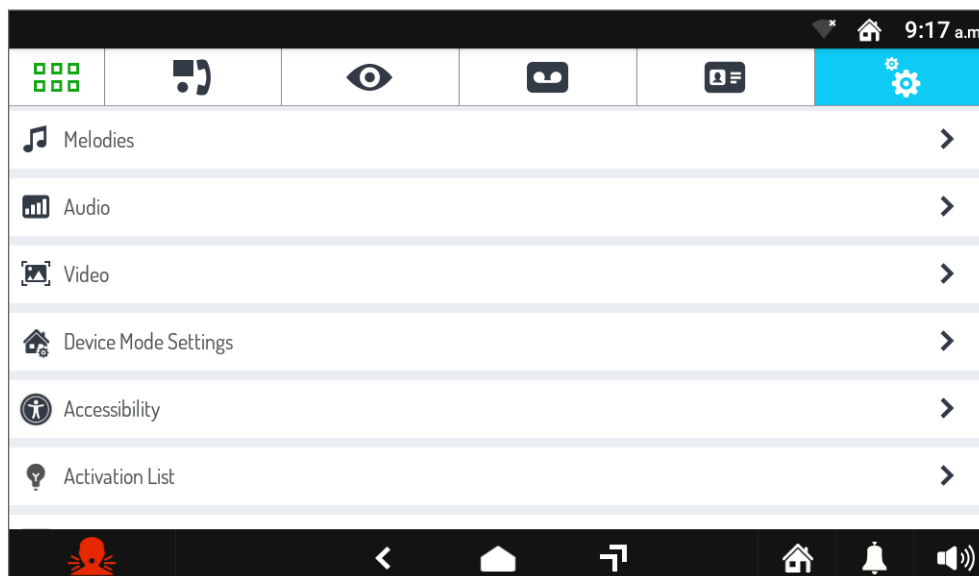 9:17 a.m
Melodies
Audio
Video
Device Mode Settings
Accessibility
Activation List